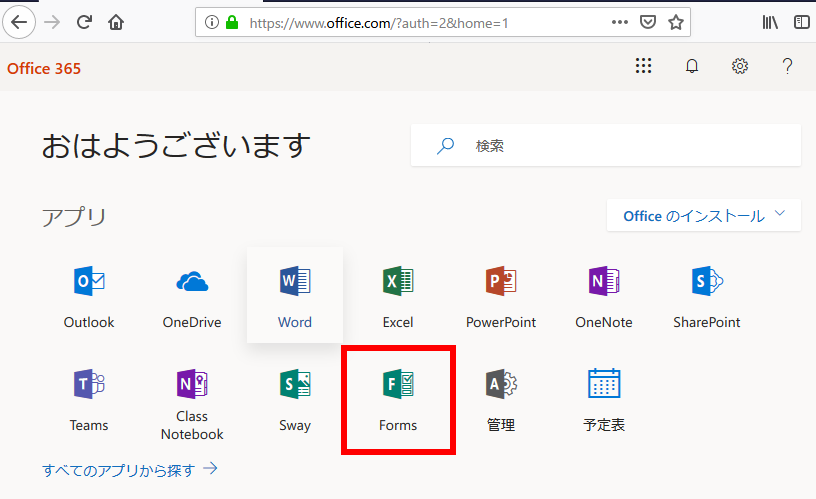 https://www.office.com/?auth=2&home=1
Office 365
おはようございます
検索
アプリ
Office のインストール
Outlook
OneDrive
Word
Excel
PowerPoint
OneNote
SharePoint
Teams
Class
Notebook
Sway
Forms
管理
予定表
すべてのアプリから探す